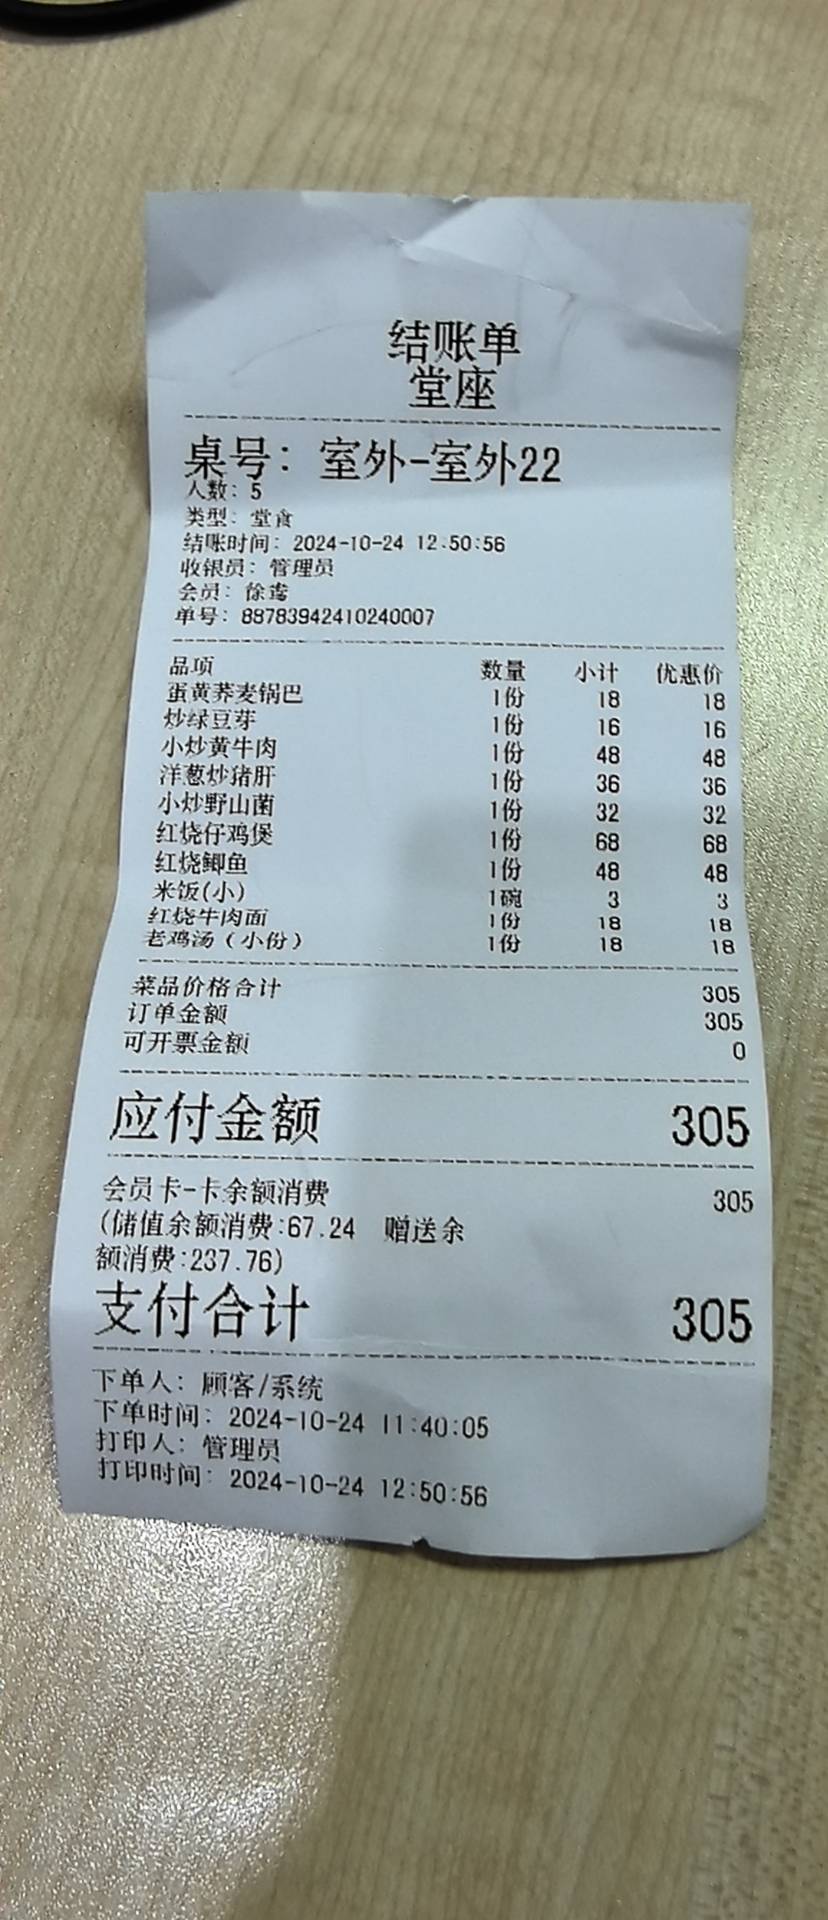 结账单
堂座
桌号: 室外-室外22
人数: 5
类型: 堂食
结账时间: 2024-10-24 12:50:56
收银员: 管理员
会员: 徐鸢
单号: 88783942410240007
品项 数量 小计 优惠价
蛋黄荞麦锅巴 1份 18 18
炒绿豆芽 1份 16 16
小炒黄牛肉 1份 48 48
洋葱炒猪肝 1份 36 36
小炒野山菌 1份 32 32
红烧仔鸡煲 1份 68 68
红烧鲫鱼 1份 48 48
米饭(小) 1碗 3 3
红烧牛肉面 1份 18 18
老鸡汤（小份） 1份 18 18
菜品价格合计 305
订单金额 305
可开票金额 0
应付金额 305
会员卡-卡余额消费 305
(储值余额消费:67.24 赠送余
额消费:237.76)
支付合计 305
下单人: 顾客/系统
下单时间: 2024-10-24 11:40:05
打印人: 管理员
打印时间: 2024-10-24 12:50:56